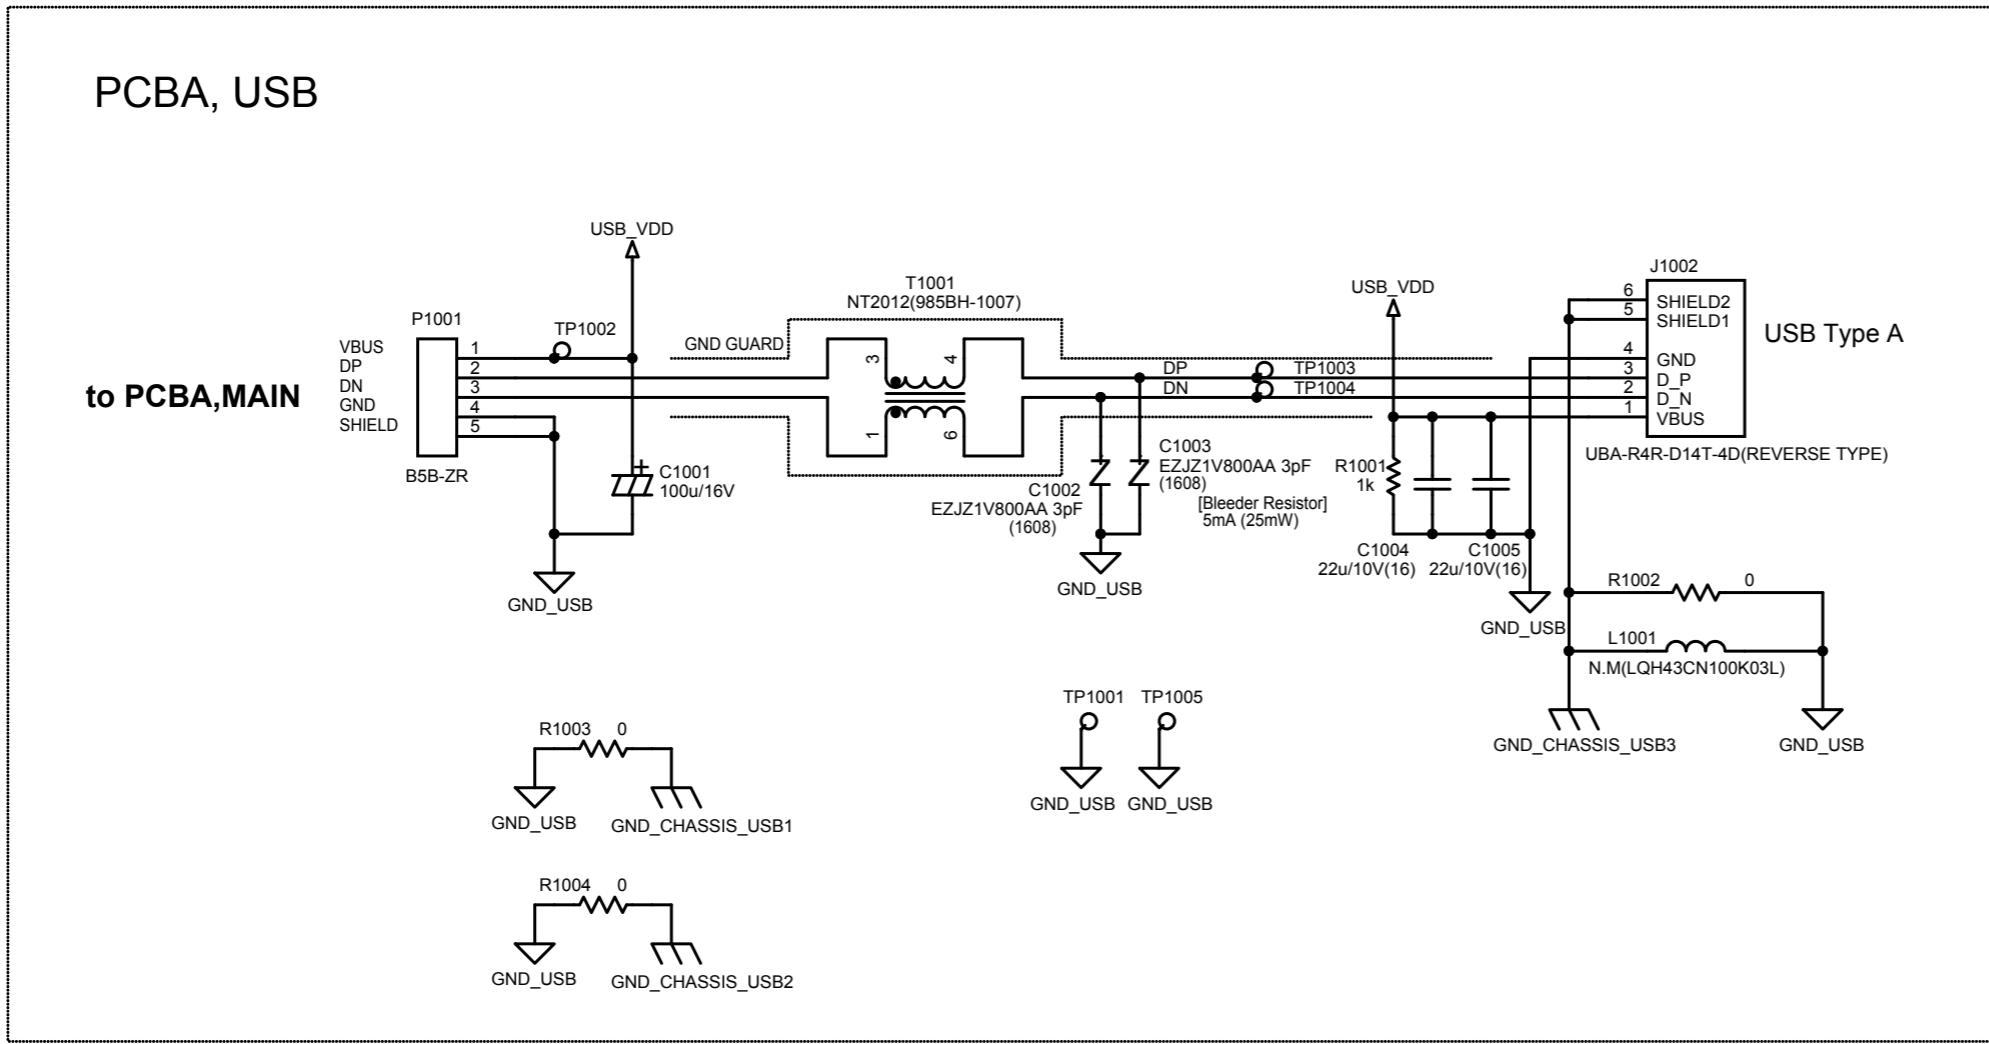 PCBA, USB
USB_VDD
T1001
NT2012(985BH-1007)
USB_VDD
J1002
P1001
TP1002
GND GUARD
VBUS
DP
DN
GND
SHIELD
1
2
3
4
5
to PCBA,MAIN
B5B-ZR
C1001
100u/16V
+
3
4
1
6
DP
DN
TP1003
TP1004
6
5
4
3
2
1
SHIELD2
SHIELD1
GND
D_P
D_N
VBUS
USB Type A
UBA-R4R-D14T-4D(REVERSE TYPE)
C1003
EZJZ1V800AA 3pF
(1608)
C1002
EZJZ1V800AA 3pF
(1608)
[Bleeder Resistor]
5mA (25mW)
R1001
1k
C1004
22u/10V(16)
C1005
22u/10V(16)
GND_USB
GND_USB
GND_USB
R1002 0
L1001
N.M(LQH43CN100K03L)
GND_CHASSIS_USB3
GND_USB
TP1001 TP1005
GND_USB GND_USB
R1003 0
GND_USB
GND_CHASSIS_USB1
R1004 0
GND_USB
GND_CHASSIS_USB2